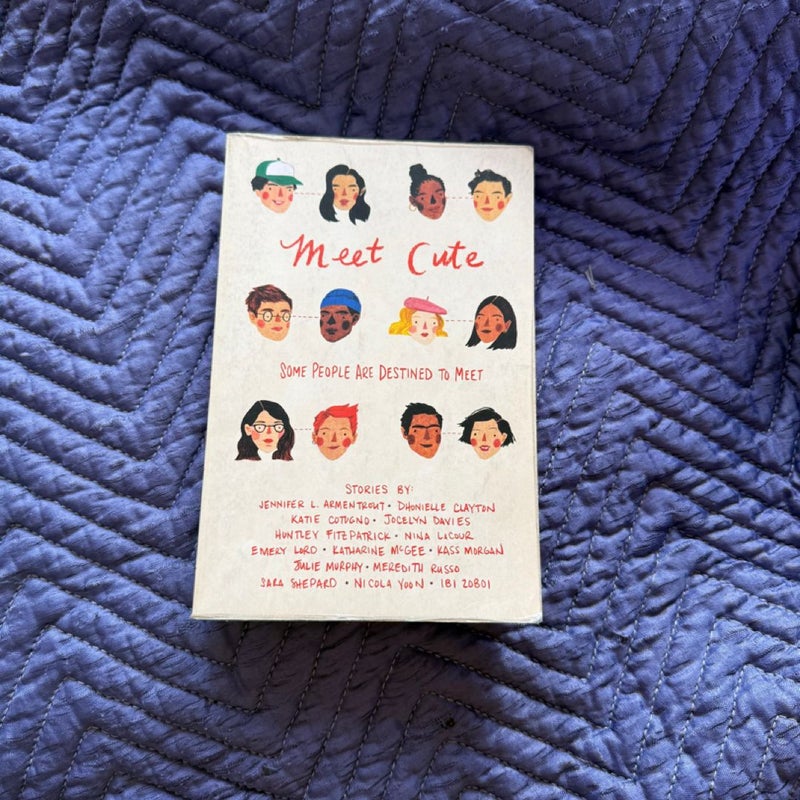 Meet Cute
SOME PEOPLE ARE DESTINED TO MEET
STORIES BY:
JENNIFER L. ARMENTROUT • DHONIELLE CLAYTON
KATIE COTUGNO • JOCELYN DAVIES
HUNTLEY FITZPATRICK • NINA LACOUR
EMERY LORD • KATHARINE McGEE • KASS MORGAN
JULIE MURPHY • MEREDITH RUSSO
SARA SHEPARD • NICOLA YOON • IBI ZOBOI